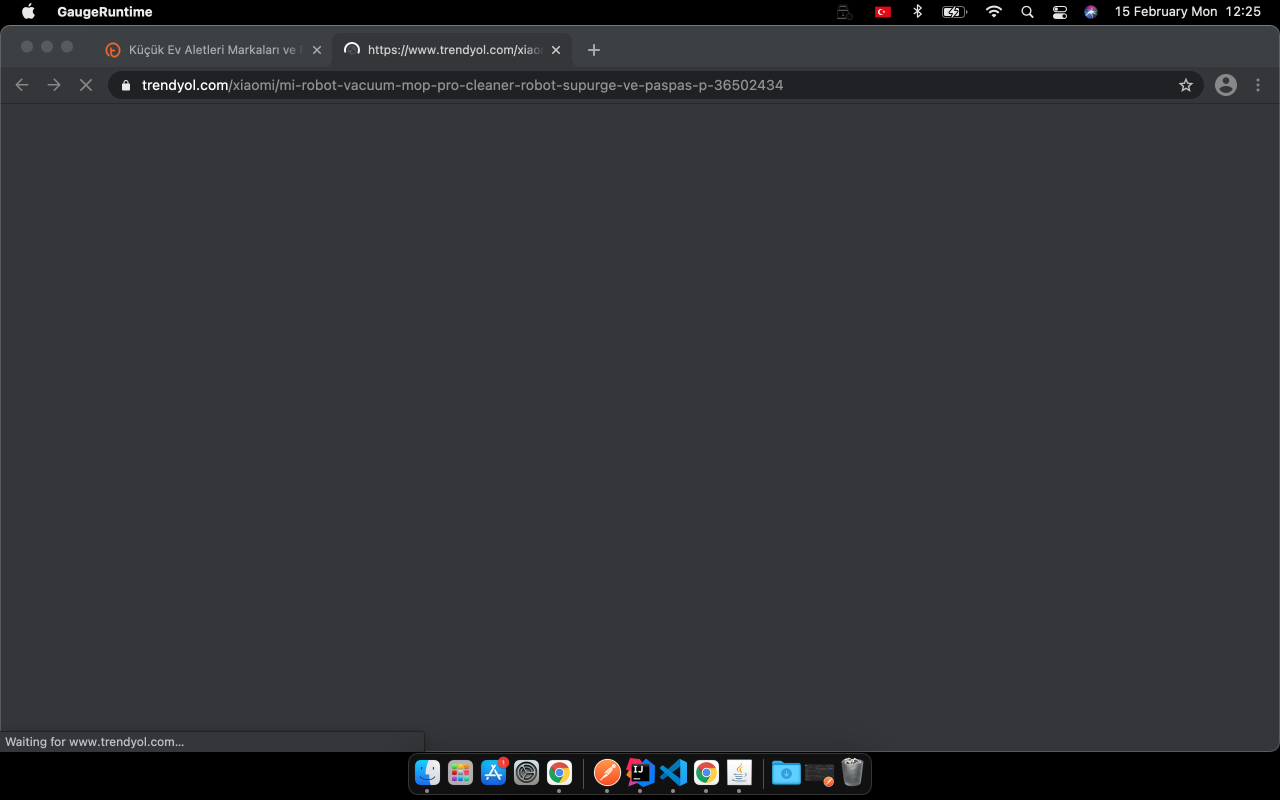 GaugeRuntime
15 February Mon 12:25
Küçük Ev Aletleri Markaları ve
https://www.trendyol.com/xiao
trendyol.com/xiaomi/mi-robot-vacuum-mop-pro-cleaner-robot-supurge-ve-paspas-p-36502434
Waiting for www.trendyol.com...
1
IJ